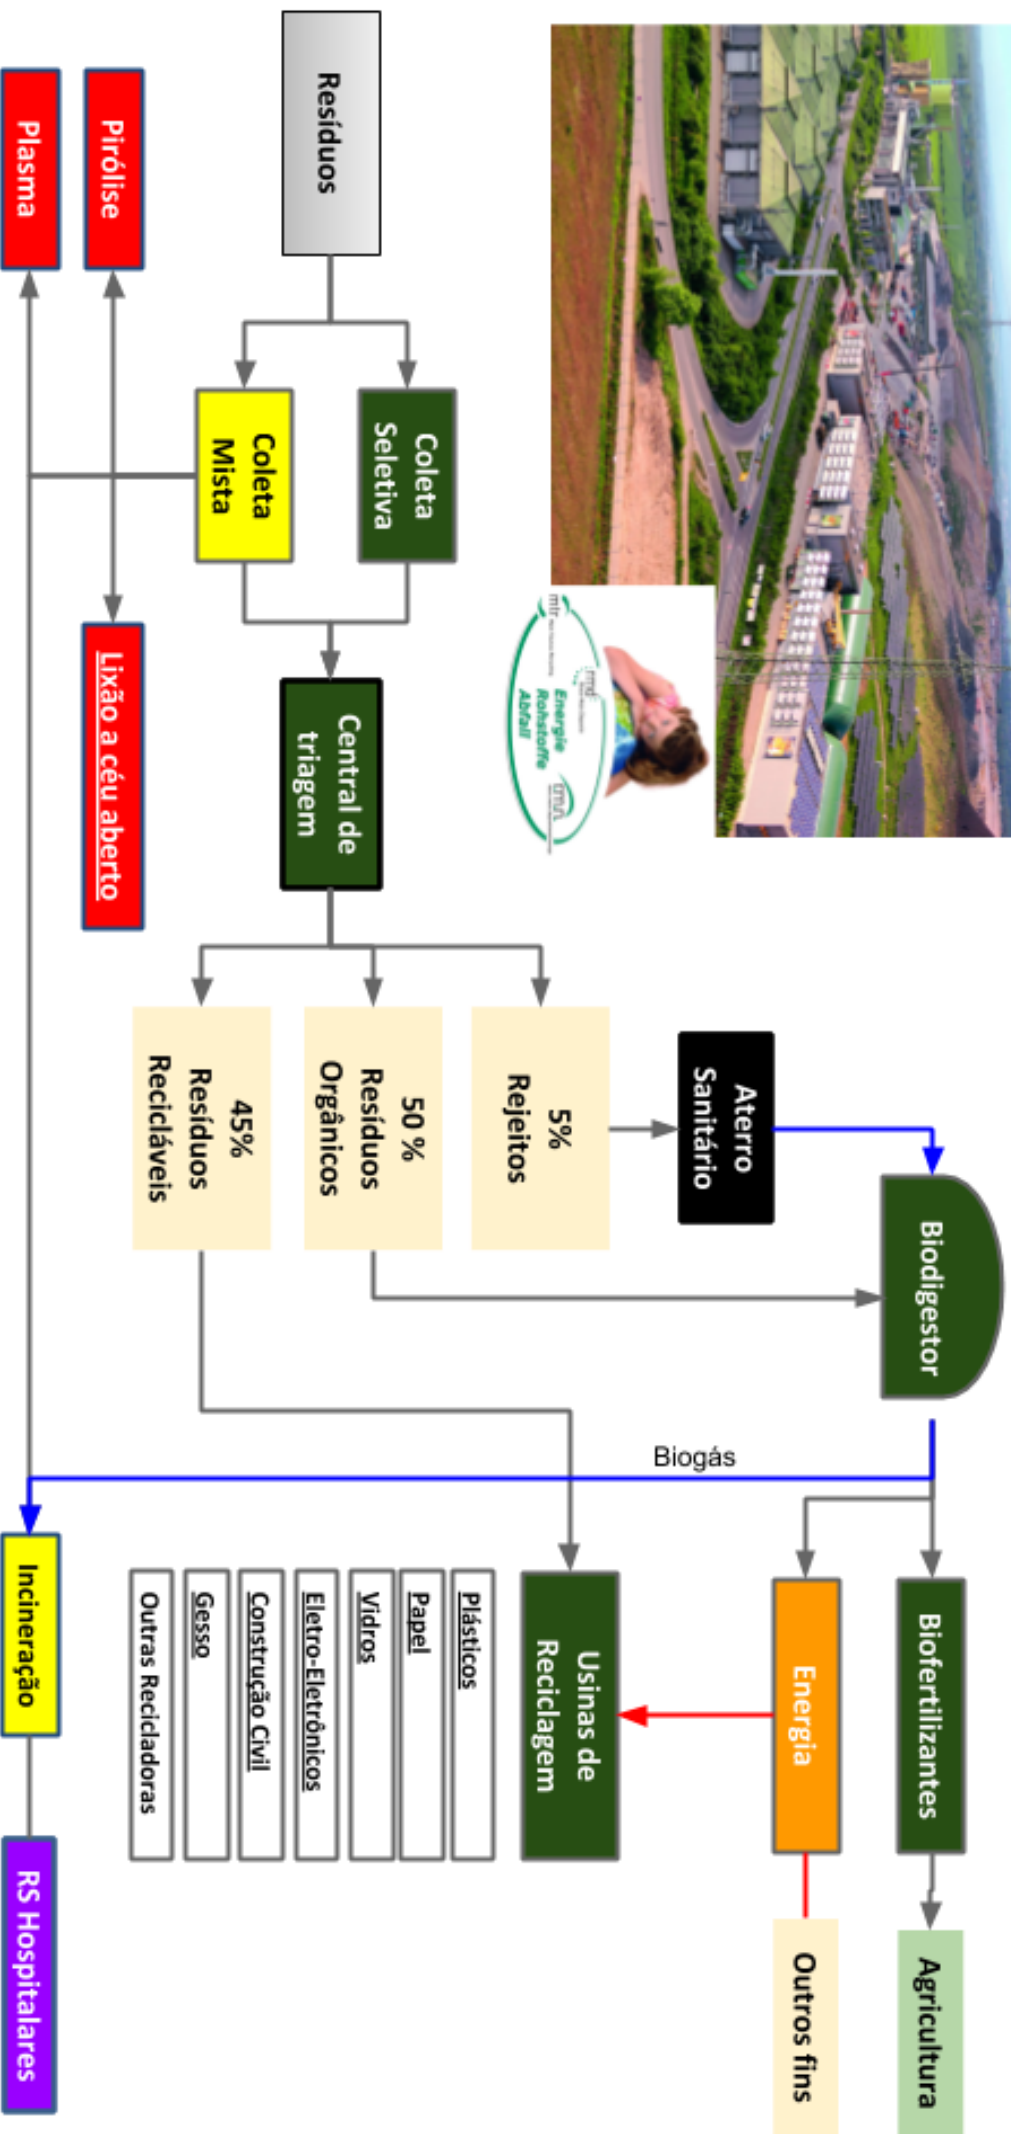 Resíduos
Coleta
Seletiva
Coleta
Mista
Pirólise
Plasma
Lixão a céu aberto
Central de
triagem
mtr
rmd
Energie
Rohstoffe
Abfall
5%
Rejeitos
50 %
Resíduos
Orgânicos
45%
Resíduos
Recicláveis
Aterro
Sanitário
Biodigestor
Biogás
Biofertilizantes
Agricultura
Energia
Outros fins
Usinas de
Reciclagem
Plásticos
Papel
Vidros
Eletro-Eletrônicos
Construção Civil
Gesso
Outras Recicladoras
Incineração
RS Hospitalares